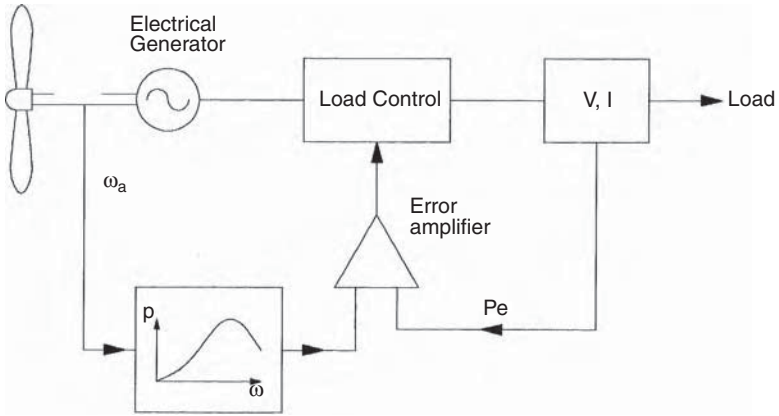 Electrical
Generator
Load Control
V, I
Load
ωa
Error
amplifier
Pe
p
ω